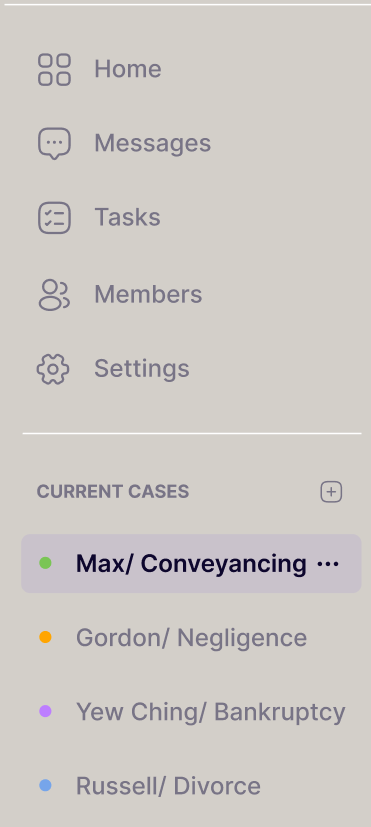 Home
Messages
Tasks
Members
Settings
CURRENT CASES
Max/ Conveyancing
Gordon/ Negligence
Yew Ching/ Bankruptcy
Russell/ Divorce